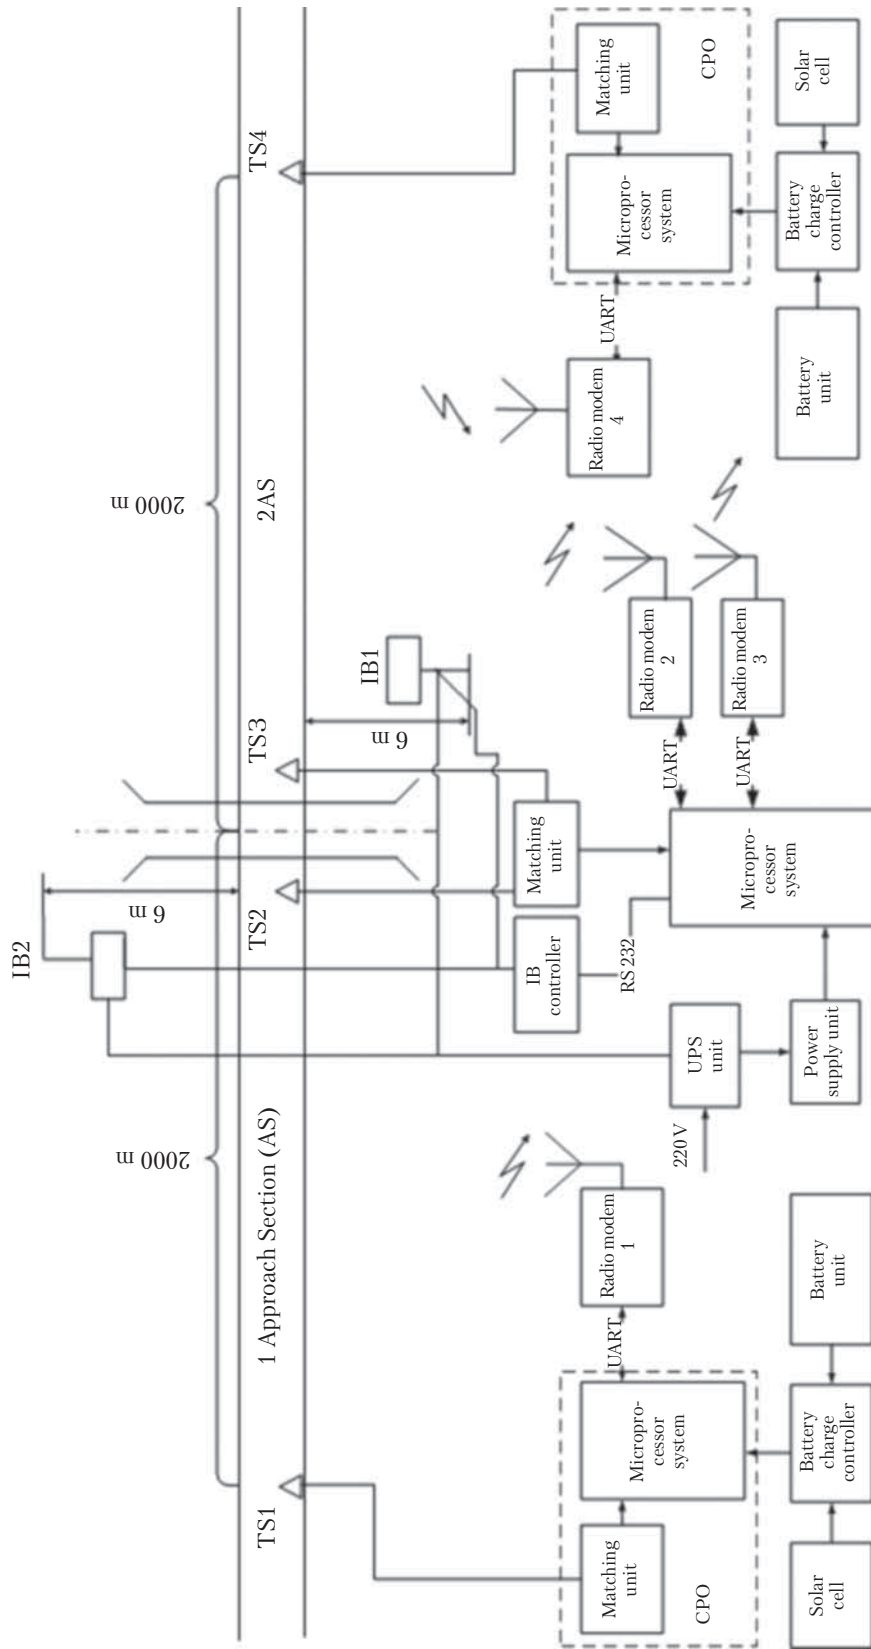 IB2
6 m
2000 m
2000 m
TS1
1 Approach Section (AS)
TS2
TS3
2AS
TS4
6 m
IB1
Matching
unit
Micropro-
cessor
system
CPO
UART
Radio modem
1
Solar
cell
Battery
charge
controller
Battery
unit
220 V
UPS
unit
Power
supply unit
IB
controller
RS 232
Matching
unit
Micropro-
cessor
system
UART
UART
Radio modem
2
Radio modem
3
Radio modem
4
UART
Micropro-
cessor
system
Matching
unit
CPO
Battery
unit
Battery
charge
controller
Solar
cell